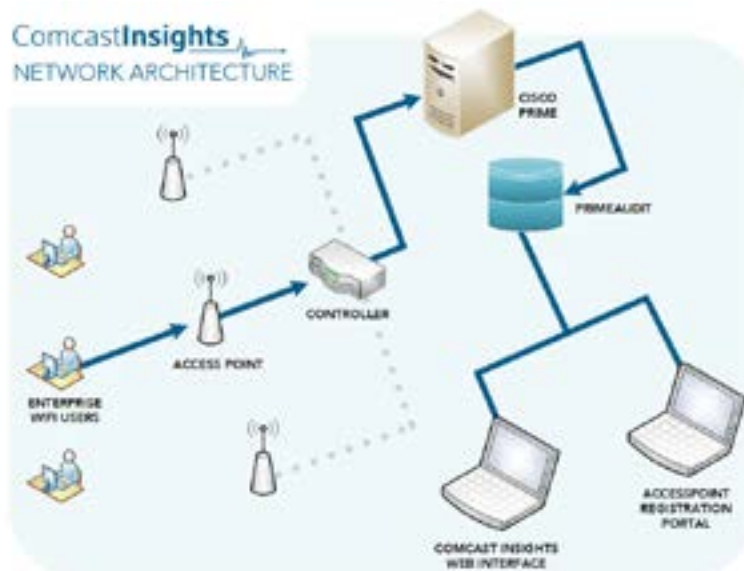 ComcastInsights
NETWORK ARCHITECTURE
CISCO
PRIME
PRIMEAUDIT
CONTROLLER
ACCESS POINT
ENTERPRISE
WIFI USERS
ACCESSPOINT
REGISTRATION
PORTAL
COMCAST INSIGHTS
WEB INTERFACE